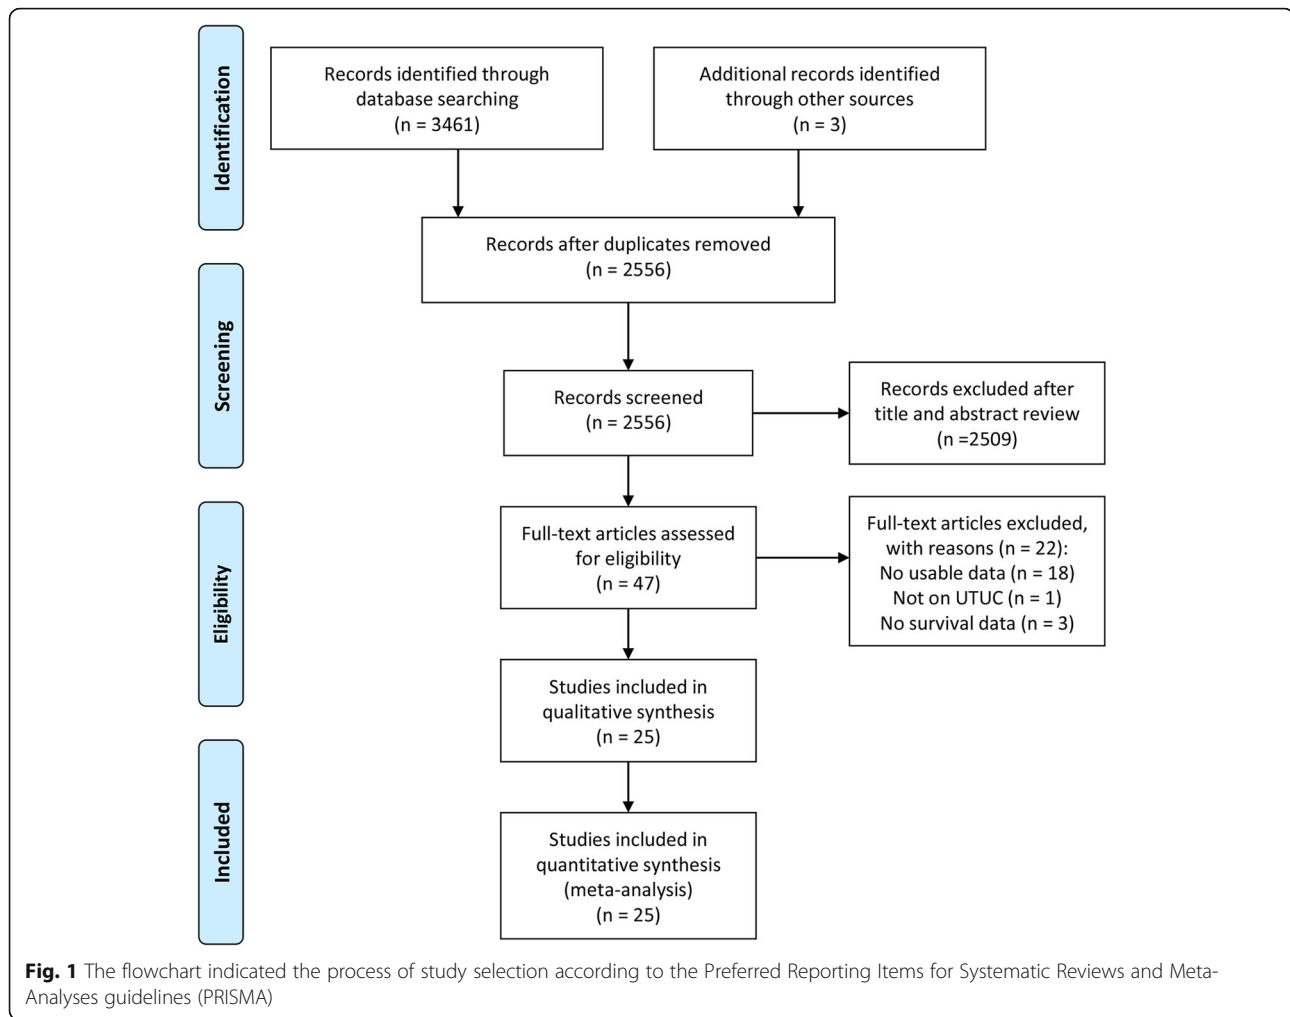 Identification
Records identified through
database searching
(n = 3461)
Additional records identified
through other sources
(n = 3)
Records after duplicates removed
(n = 2556)
Screening
Records screened
(n = 2556)
Records excluded after
title and abstract review
(n =2509)
Eligibility
Full-text articles assessed
for eligibility
(n = 47)
Full-text articles excluded,
with reasons (n = 22):
No usable data (n = 18)
Not on UTUC (n = 1)
No survival data (n = 3)
Studies included in
qualitative synthesis
(n = 25)
Included
Studies included in
quantitative synthesis
(meta-analysis)
(n = 25)
Fig. 1 The flowchart indicated the process of study selection according to the Preferred Reporting Items for Systematic Reviews and Meta-
Analyses guidelines (PRISMA)